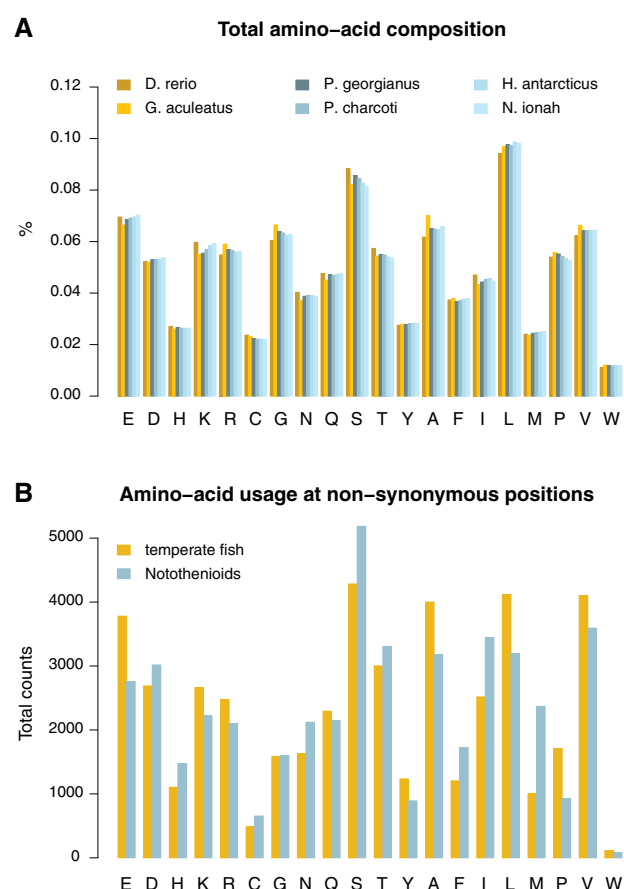 A
Total amino−acid composition
D. rerio
P. georgianus
H. antarcticus
G. aculeatus
P. charcoti
N. ionah
%
0.12
0.10
0.08
0.06
0.04
0.02
0.00
E D H K R C G N Q S T Y A F I L M P V W
B
Amino−acid usage at non−synonymous positions
temperate fish
Notothenioids
Total counts
5000
4000
3000
2000
1000
0
E D H K R C G N Q S T Y A F I L M P V W